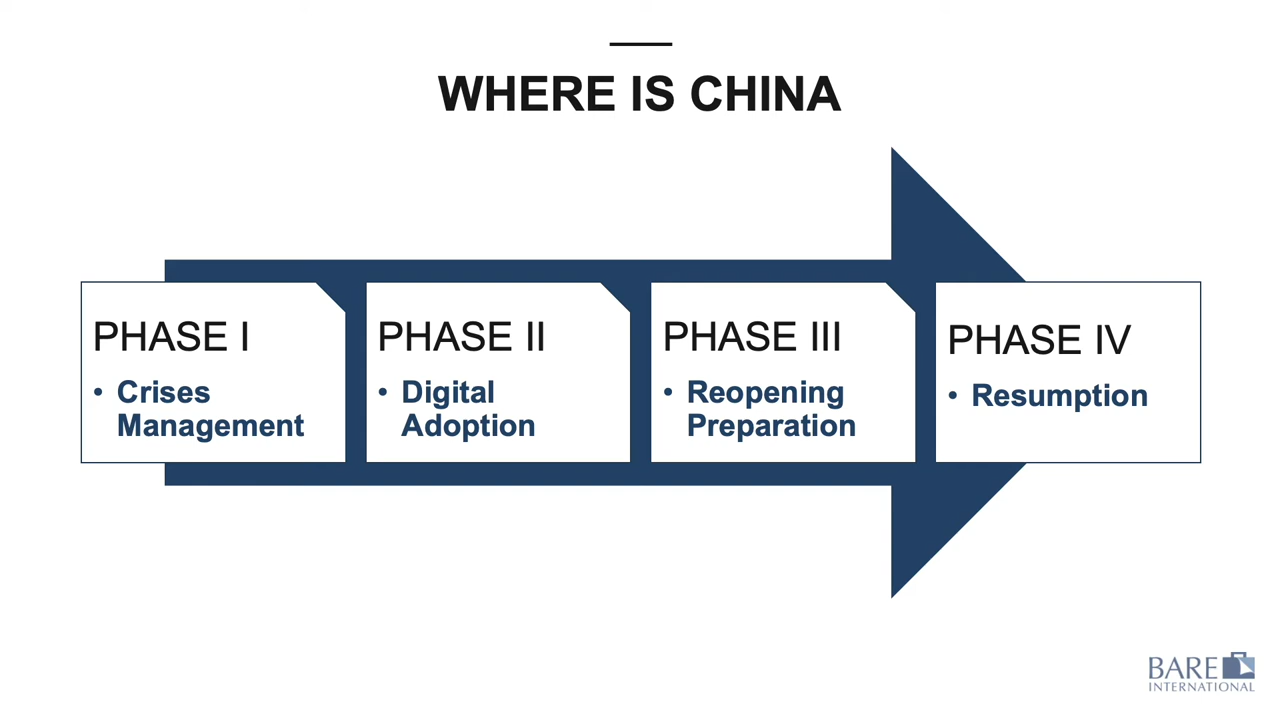 WHERE IS CHINA
PHASE I
• Crises
Management
PHASE II
• Digital
Adoption
PHASE III
• Reopening
Preparation
PHASE IV
• Resumption
BARE
INTERNATIONAL